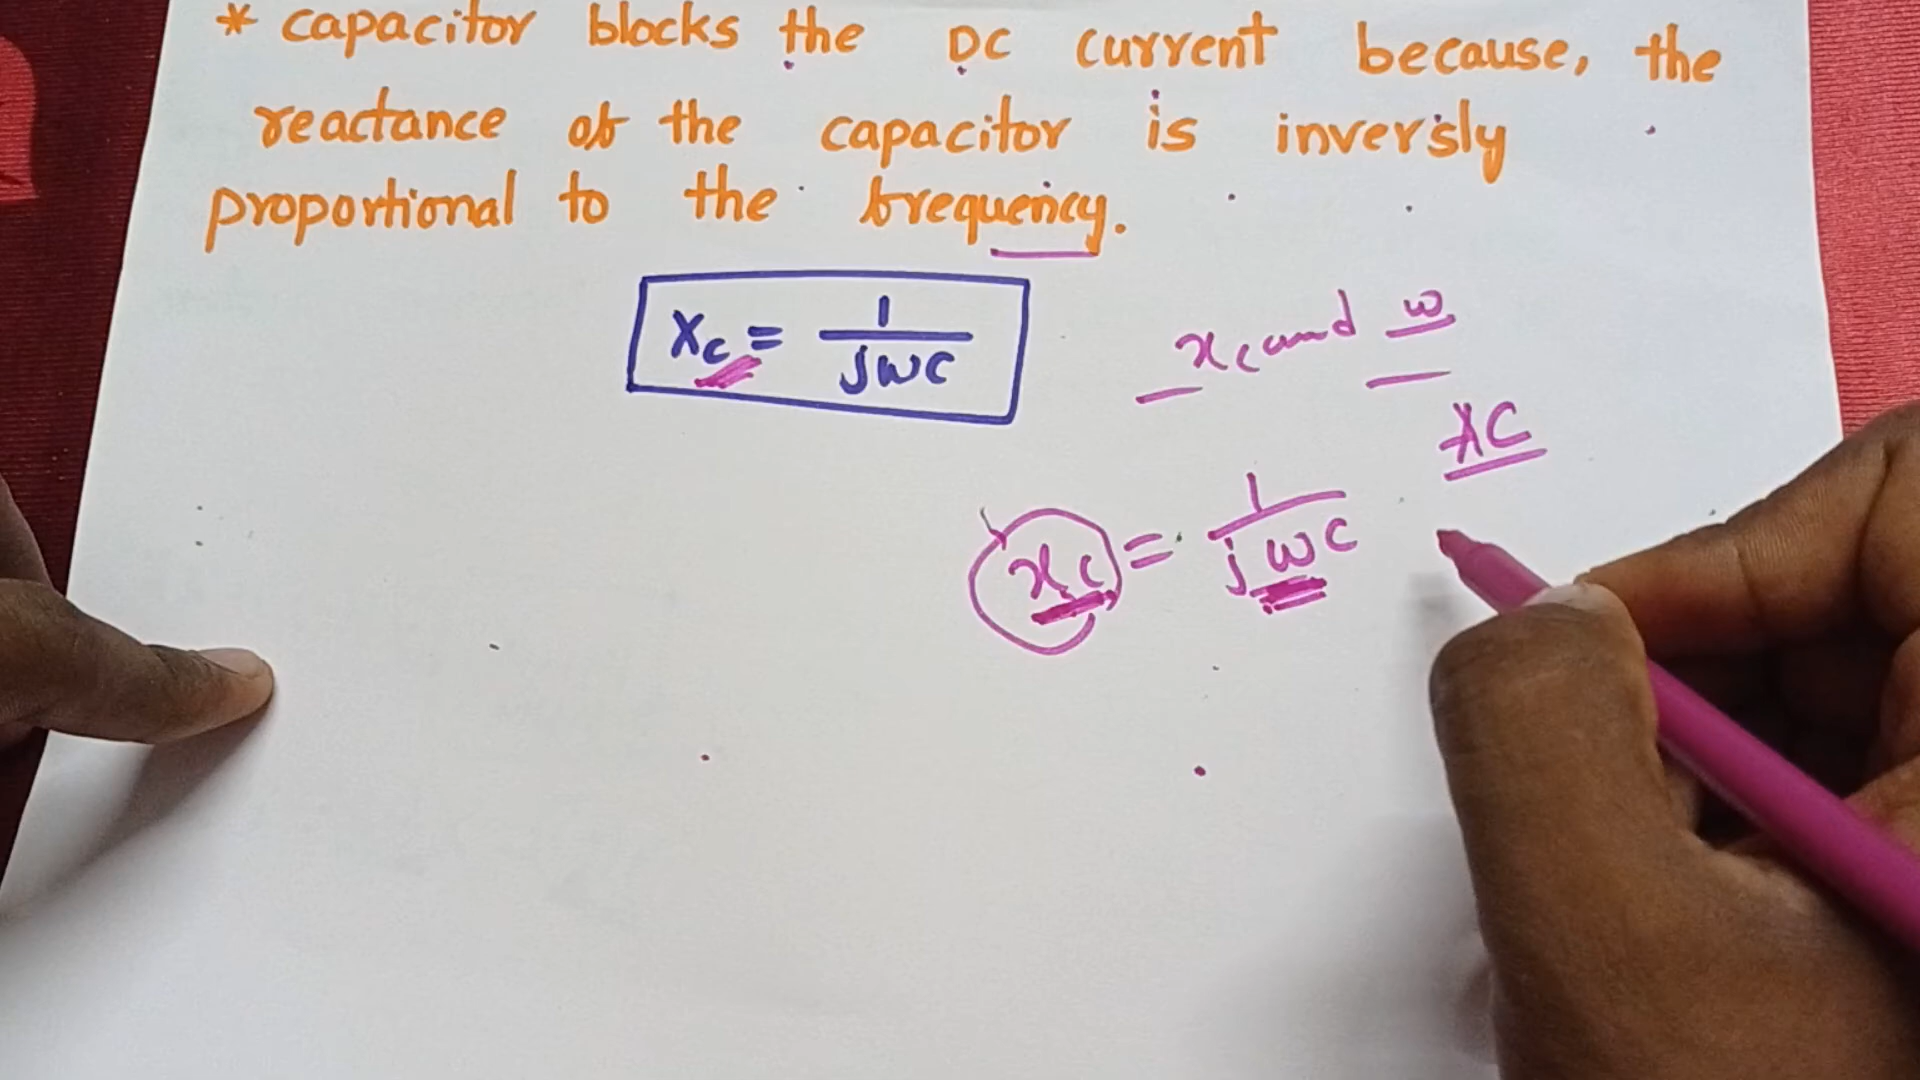 * capacitor blocks the DC current because, the
reactance of the capacitor is inversly
proportional to the frequency.
Xc = 1/jwc
xc and w
XC
xc = 1/jwc